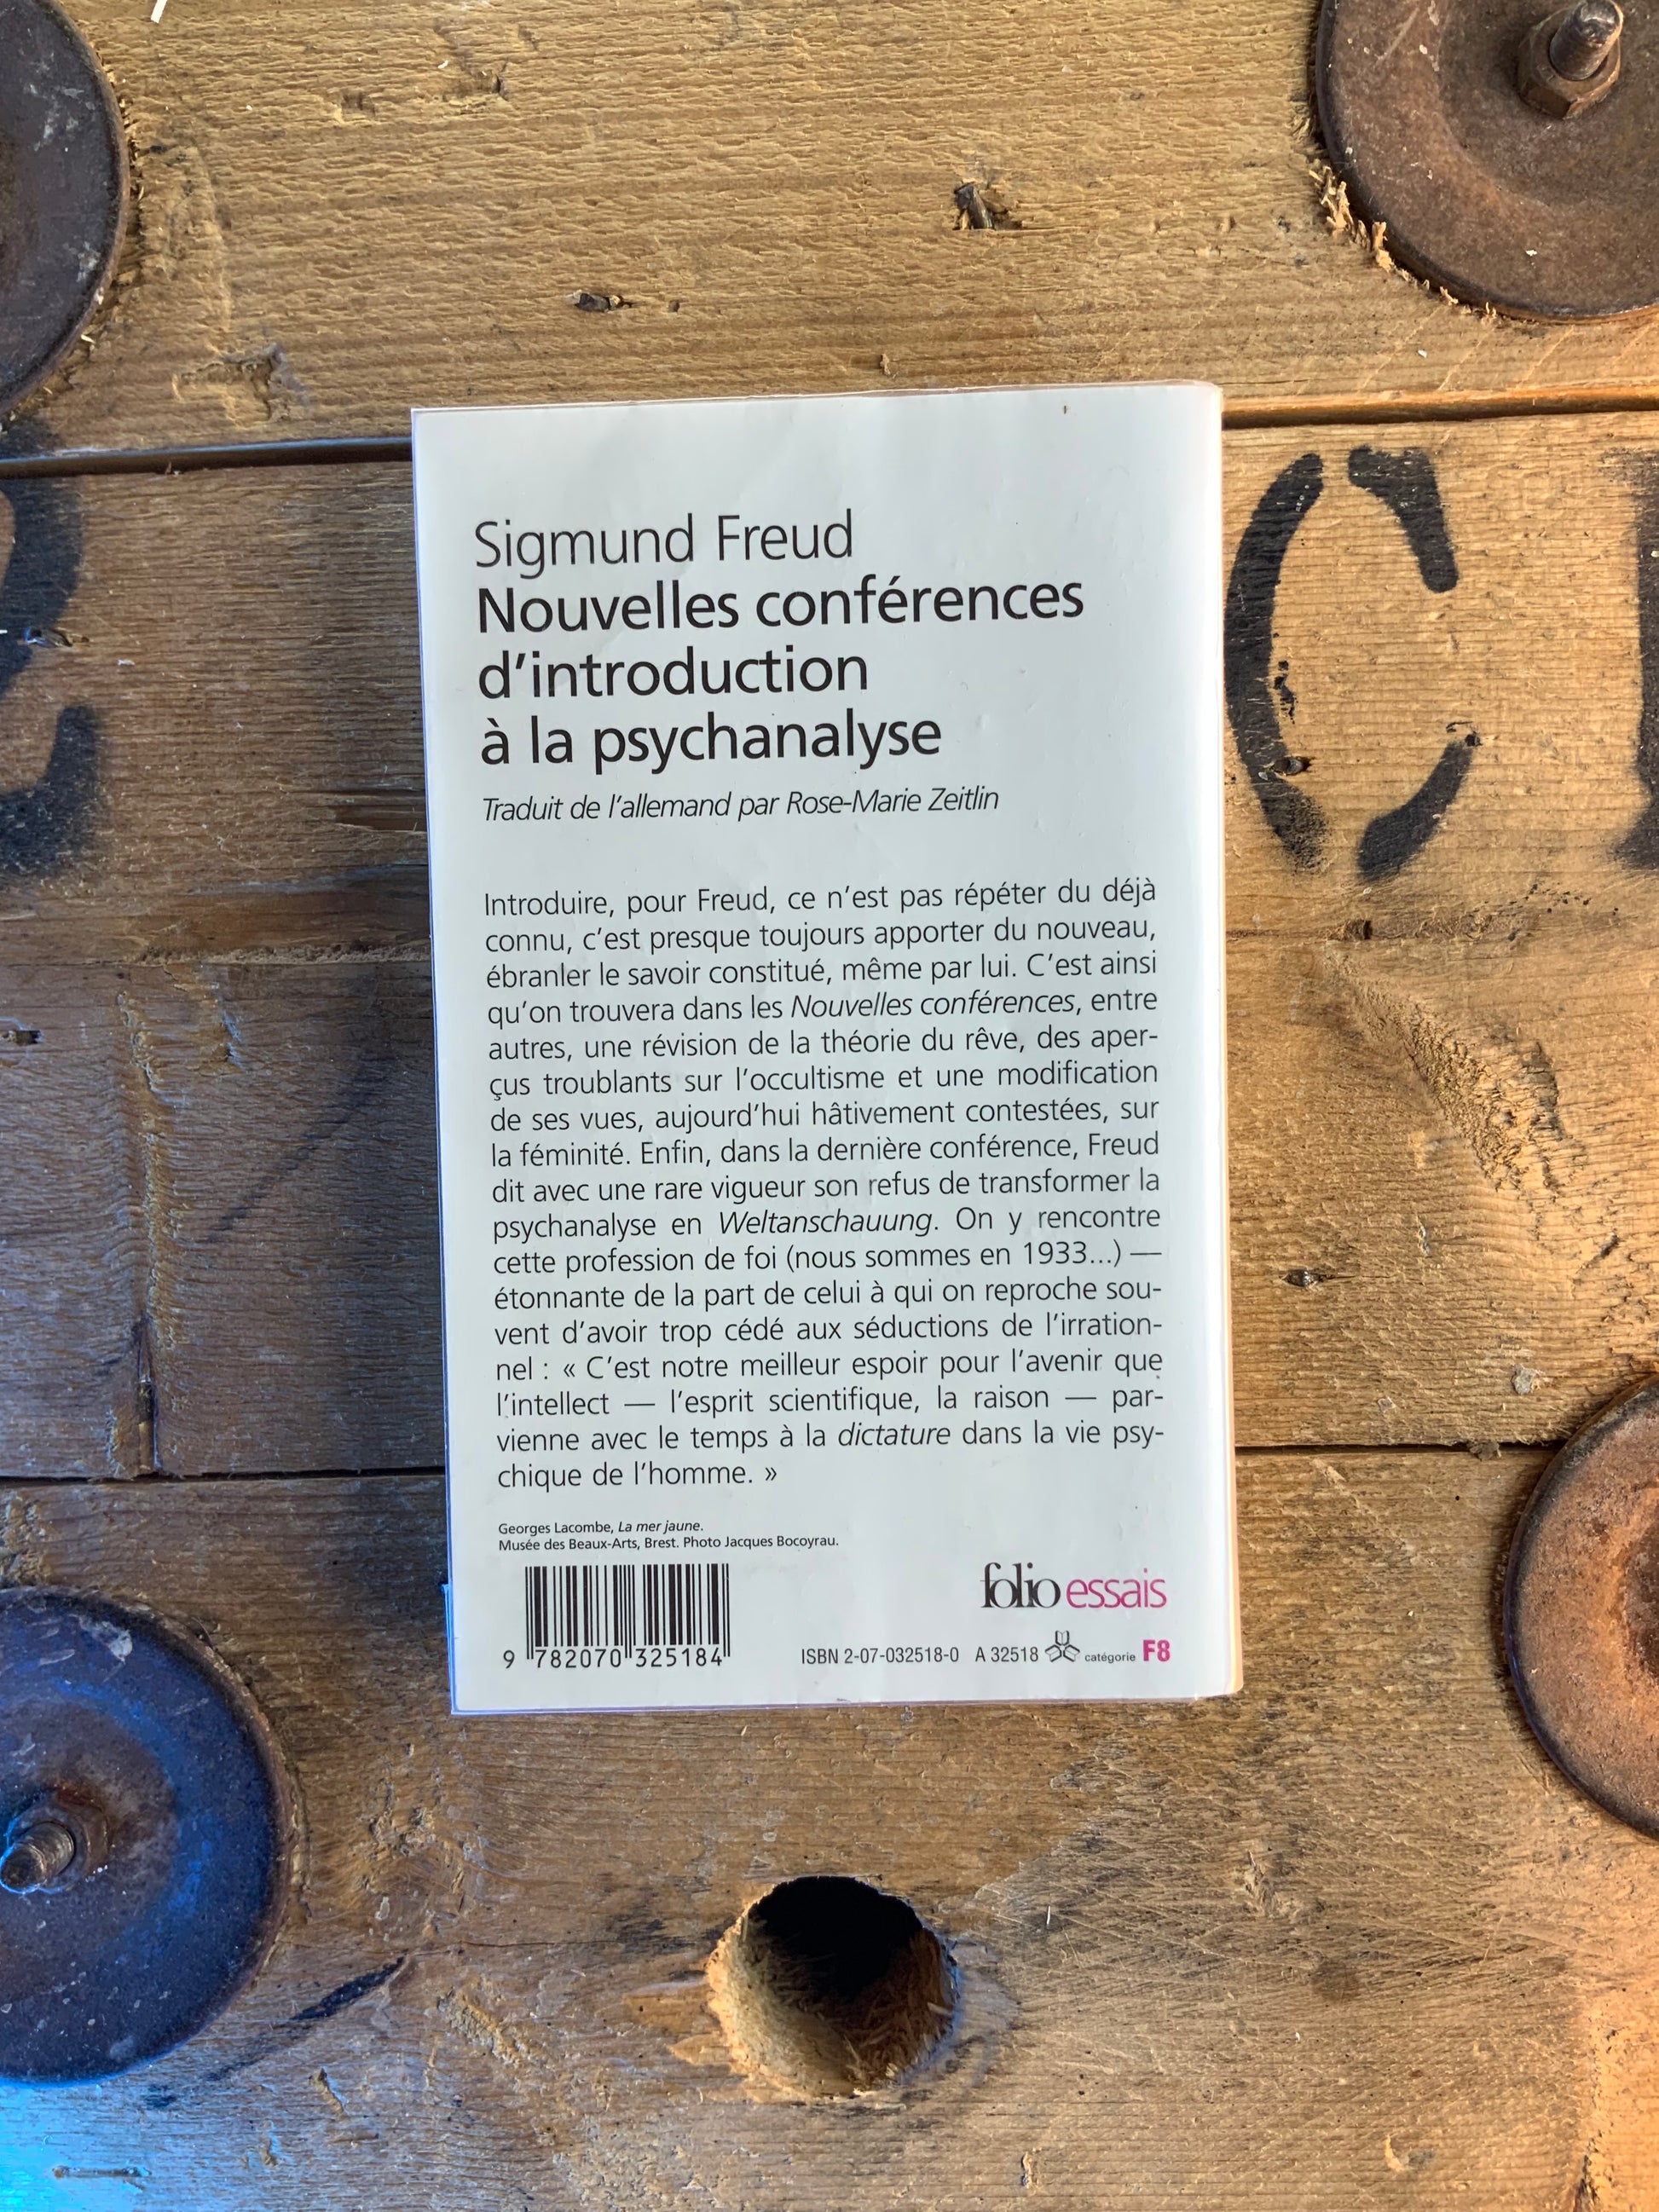 Sigmund Freud
Nouvelles conférences
d'introduction
à la psychanalyse
Traduit de l'allemand par Rose-Marie Zeitlin
Introduire, pour Freud, ce n'est pas répéter du déjà
connu, c'est presque toujours apporter du nouveau,
ébranler le savoir constitué, même par lui. C'est ainsi
qu'on trouvera dans les Nouvelles conférences, entre
autres, une révision de la théorie du rêve, des aper-
çus troublants sur l'occultisme et une modification
de ses vues, aujourd'hui hâtivement contestées, sur
la féminité. Enfin, dans la dernière conférence, Freud
dit avec une rare vigueur son refus de transformer la
psychanalyse en Weltanschauung. On y rencontre
cette profession de foi (nous sommes en 1933...) —
étonnante de la part de celui à qui on reproche sou-
vent d'avoir trop cédé aux séductions de l'irration-
nel : « C'est notre meilleur espoir pour l'avenir que
l'intellect — l'esprit scientifique, la raison — par-
vienne avec le temps à la dictature dans la vie psy-
chique de l'homme. »
Georges Lacombe, La mer jaune.
Musée des Beaux-Arts, Brest. Photo Jacques Bocoyrau.
folio essais
9 782070 325184
ISBN 2-07-032518-0 A 32518 catégorie F8
C